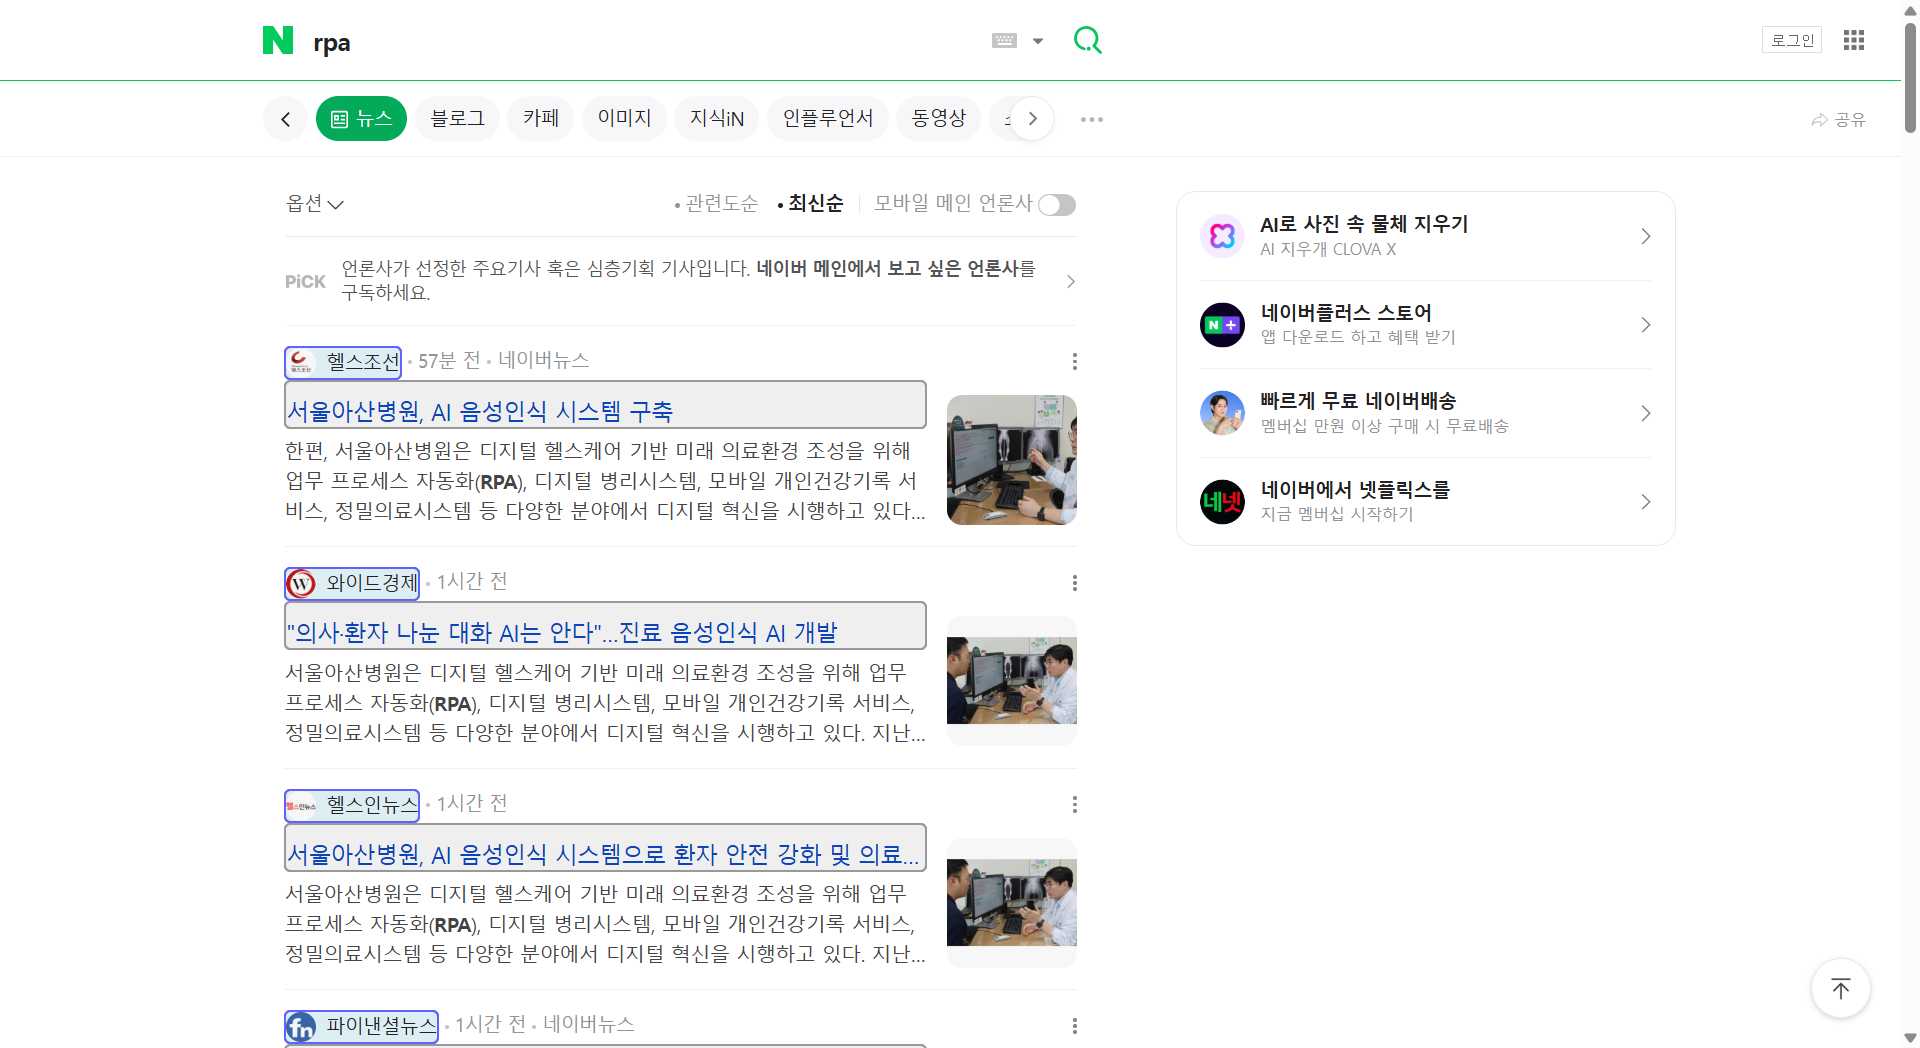 N rpa
로그인
뉴스 블로그 카페 이미지 지식iN 인플루언서 동영상
공유
옵션 관련도순 최신순 모바일 메인 언론사
PiCK 언론사가 선정한 주요기사 혹은 심층기획 기사입니다. 네이버 메인에서 보고 싶은 언론사를
구독하세요.
헬스조선 57분 전 네이버뉴스
서울아산병원, AI 음성인식 시스템 구축
한편, 서울아산병원은 디지털 헬스케어 기반 미래 의료환경 조성을 위해
업무 프로세스 자동화(RPA), 디지털 병리시스템, 모바일 개인건강기록 서
비스, 정밀의료시스템 등 다양한 분야에서 디지털 혁신을 시행하고 있다...
와이드경제 1시간 전
"의사·환자 나눈 대화 AI는 안다"...진료 음성인식 AI 개발
서울아산병원은 디지털 헬스케어 기반 미래 의료환경 조성을 위해 업무
프로세스 자동화(RPA), 디지털 병리시스템, 모바일 개인건강기록 서비스,
정밀의료시스템 등 다양한 분야에서 디지털 혁신을 시행하고 있다. 지난...
헬스인뉴스 헬스인뉴스 1시간 전
서울아산병원, AI 음성인식 시스템으로 환자 안전 강화 및 의료...
서울아산병원은 디지털 헬스케어 기반 미래 의료환경 조성을 위해 업무
프로세스 자동화(RPA), 디지털 병리시스템, 모바일 개인건강기록 서비스,
정밀의료시스템 등 다양한 분야에서 디지털 혁신을 시행하고 있다. 지난...
fn 파이낸셜뉴스 1시간 전 네이버뉴스
AI로 사진 속 물체 지우기
AI 지우개 CLOVA X
N+ 네이버플러스 스토어
앱 다운로드 하고 혜택 받기
빠르게 무료 네이버배송
멤버십 만원 이상 구매 시 무료배송
네넷 네이버에서 넷플릭스를
지금 멤버십 시작하기